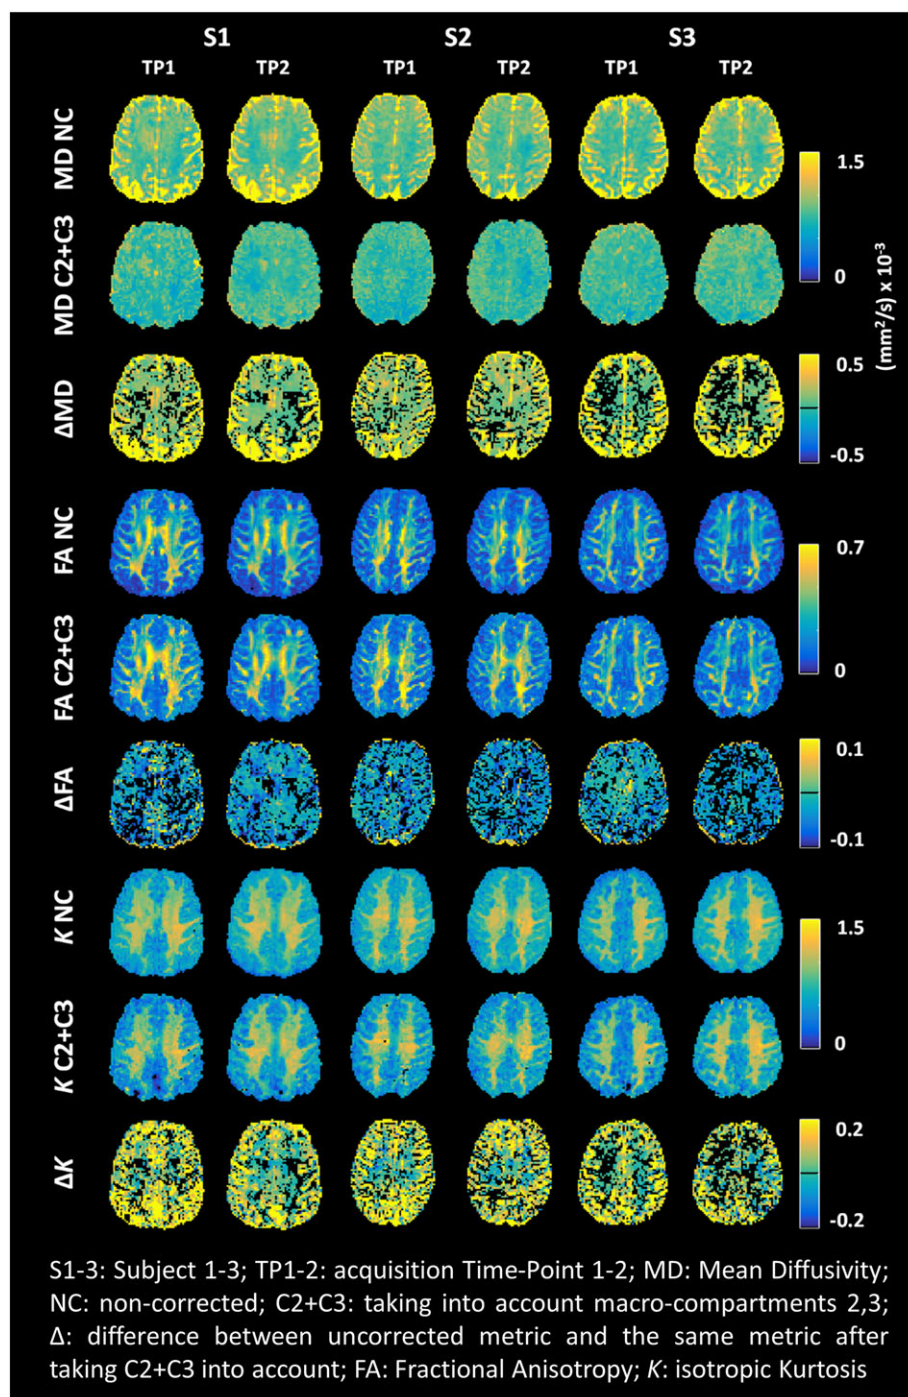 S1 S2 S3
TP1 TP2 TP1 TP2 TP1 TP2
MD NC
1.5
0
MD C2+C3
(mm²/s) x 10⁻³
ΔMD
0.5
-0.5
FA NC
0.7
0
FA C2+C3
ΔFA
0.1
-0.1
K NC
1.5
0
K C2+C3
ΔK
0.2
-0.2
S1-3: Subject 1-3; TP1-2: acquisition Time-Point 1-2; MD: Mean Diffusivity;
NC: non-corrected; C2+C3: taking into account macro-compartments 2,3;
Δ: difference between uncorrected metric and the same metric after
taking C2+C3 into account; FA: Fractional Anisotropy; K: isotropic Kurtosis